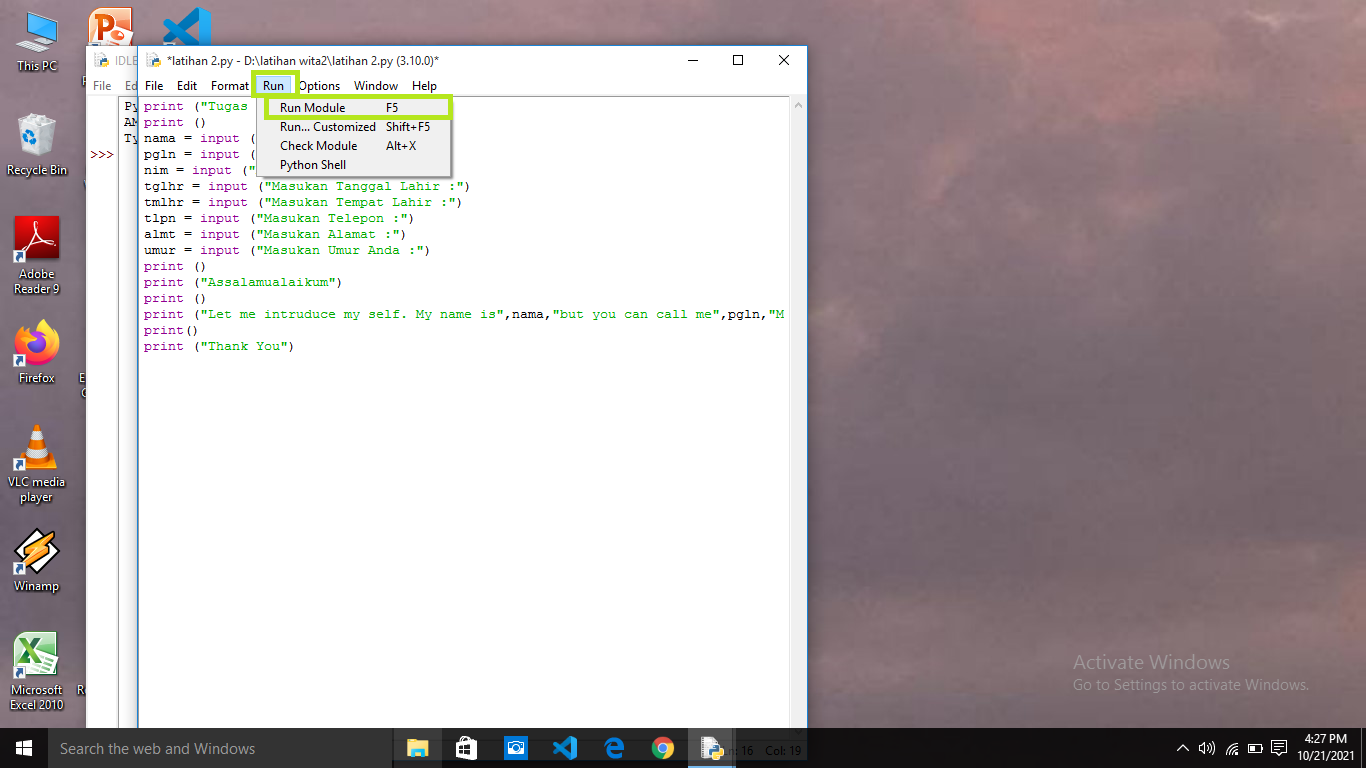 This PC
Recycle Bin
Adobe
Reader 9
Firefox
VLC media
player
Winamp
Microsoft
Excel 2010
IDLE
File Ed
Py
AM
Ty
>>>
*latihan 2.py - D:\latihan wita2\latihan 2.py (3.10.0)*
File Edit Format Run Options Window Help
Run Module F5
Run... Customized Shift+F5
Check Module Alt+X
Python Shell
print ("Tugas
print ()
nama = input (
pgln = input (
nim = input ("
tglhr = input ("Masukan Tanggal Lahir :")
tmlhr = input ("Masukan Tempat Lahir :")
tlpn = input ("Masukan Telepon :")
almt = input ("Masukan Alamat :")
umur = input ("Masukan Umur Anda :")
print ()
print ("Assalamualaikum")
print ()
print ("Let me intruduce my self. My name is",nama,"but you can call me",pgln,"M
print()
print ("Thank You")
Activate Windows
Go to Settings to activate Windows.
Ln: 16 Col: 19
Search the web and Windows
4:27 PM
10/21/2021